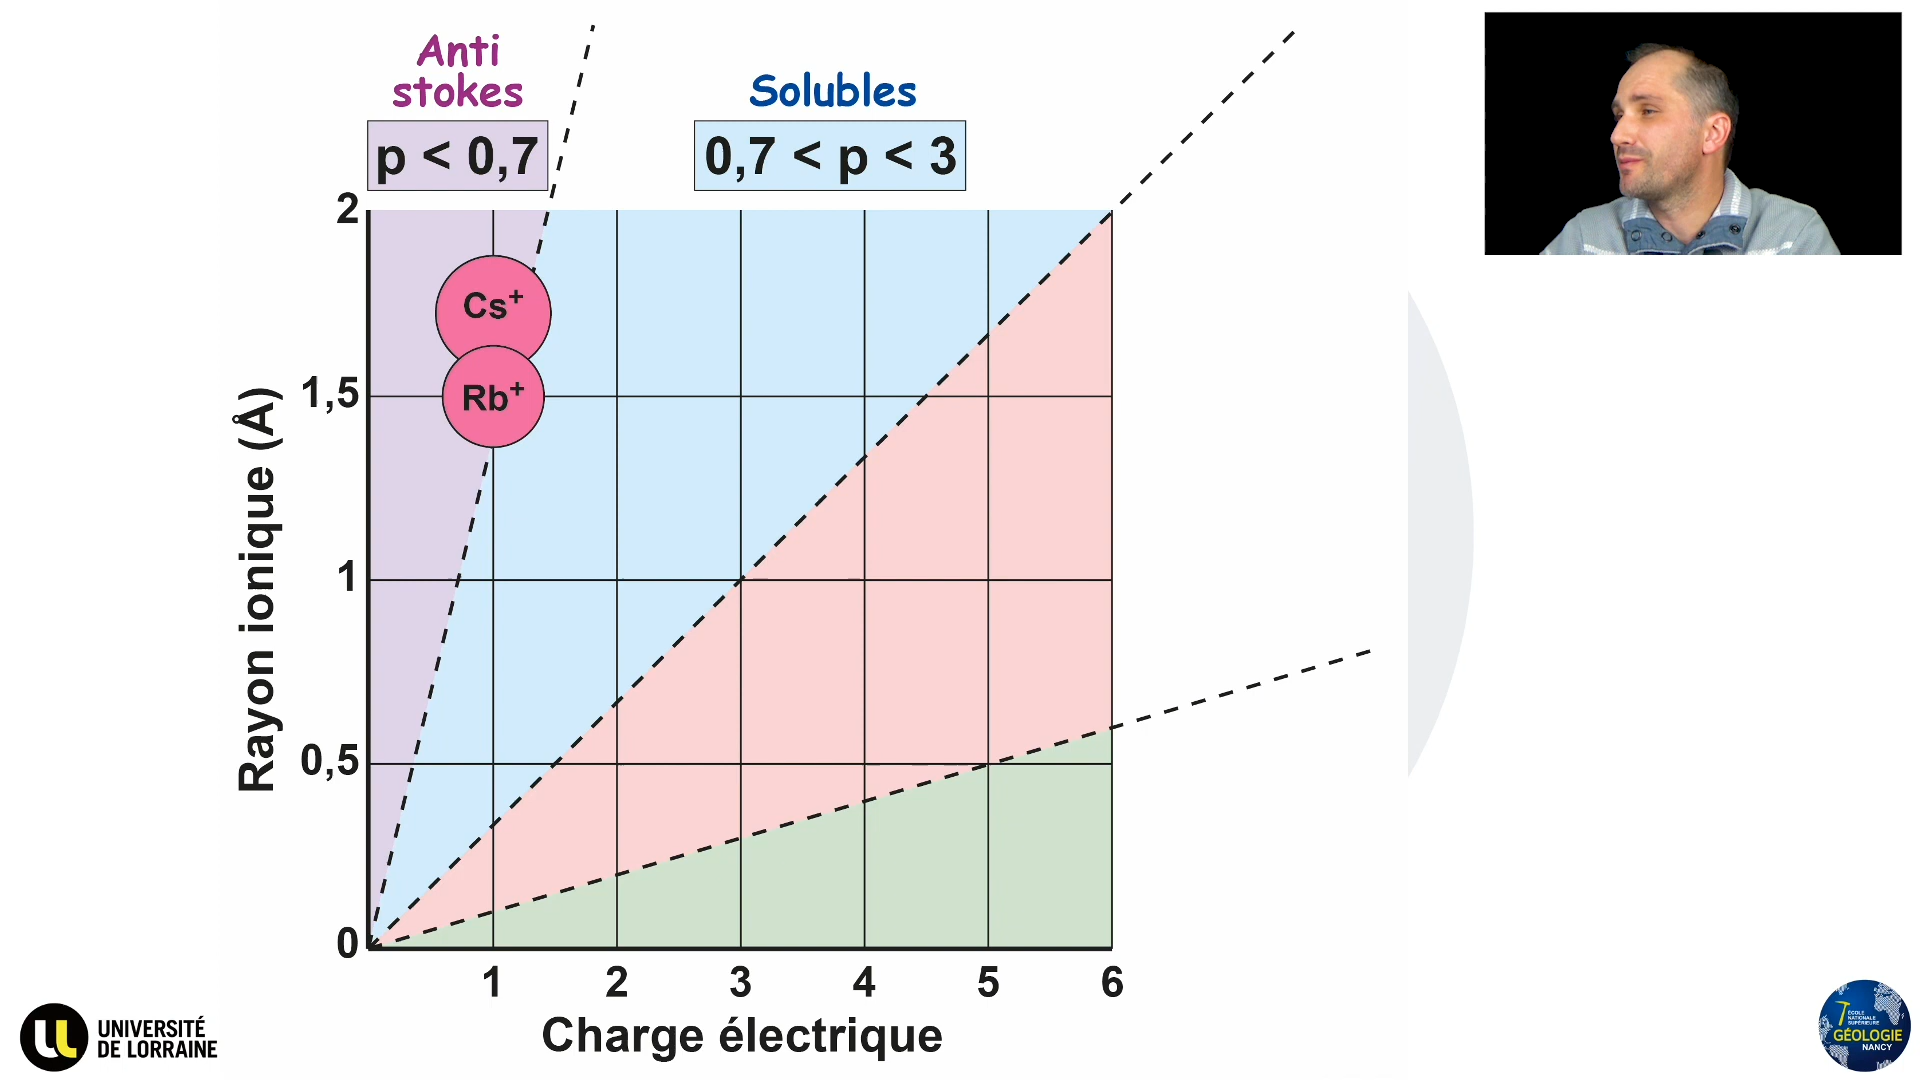 Anti
stokes
p < 0,7
Solubles
0,7 < p < 3
2
1,5
1
0,5
0
Rayon ionique (Å)
Cs⁺
Rb⁺
1 2 3 4 5 6
Charge électrique
UNIVERSITÉ
DE LORRAINE
ÉCOLE
NATIONALE
SUPÉRIEURE
GÉOLOGIE
NANCY